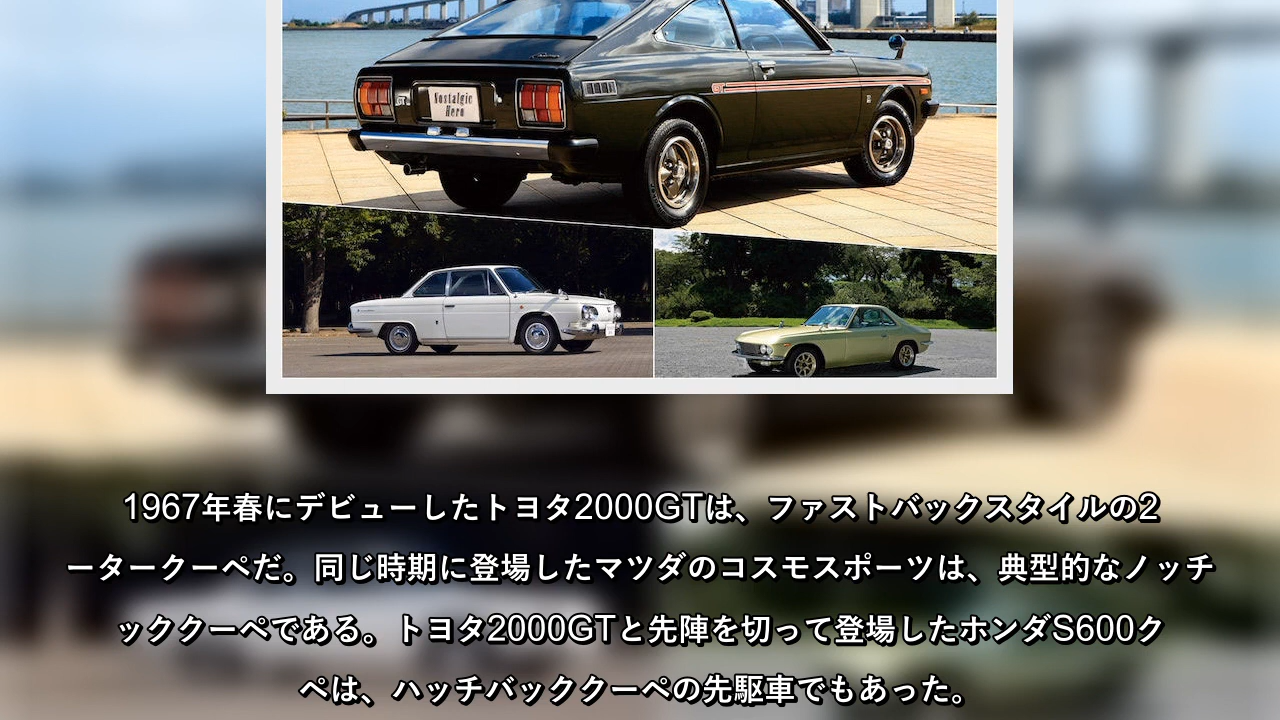 Nostalgic
Hero
GT
1967年春にデビューしたトヨタ2000GTは、ファストバックスタイルの2
ータークーペだ。同じ時期に登場したマツダのコスモスポーツは、典型的なノッチ
ッククーペである。トヨタ2000GTと先陣を切って登場したホンダS600ク
ペは、ハッチバッククーペの先駆車でもあった。